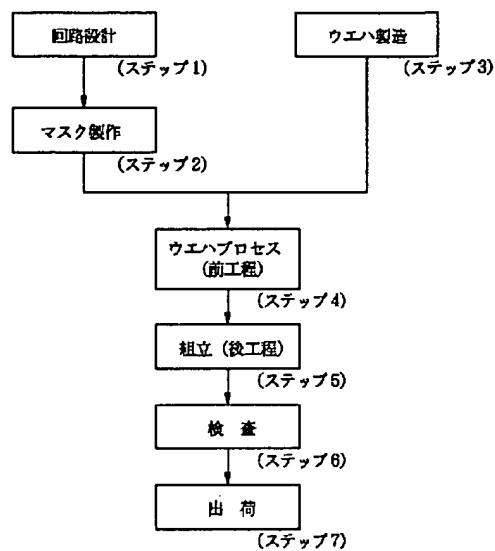 回路設計
(ステップ1)
ウエハ製造
(ステップ3)
マスク製作
(ステップ2)
ウエハプロセス
(前工程)
(ステップ4)
組立 (後工程)
(ステップ5)
検 査
(ステップ6)
出 荷
(ステップ7)